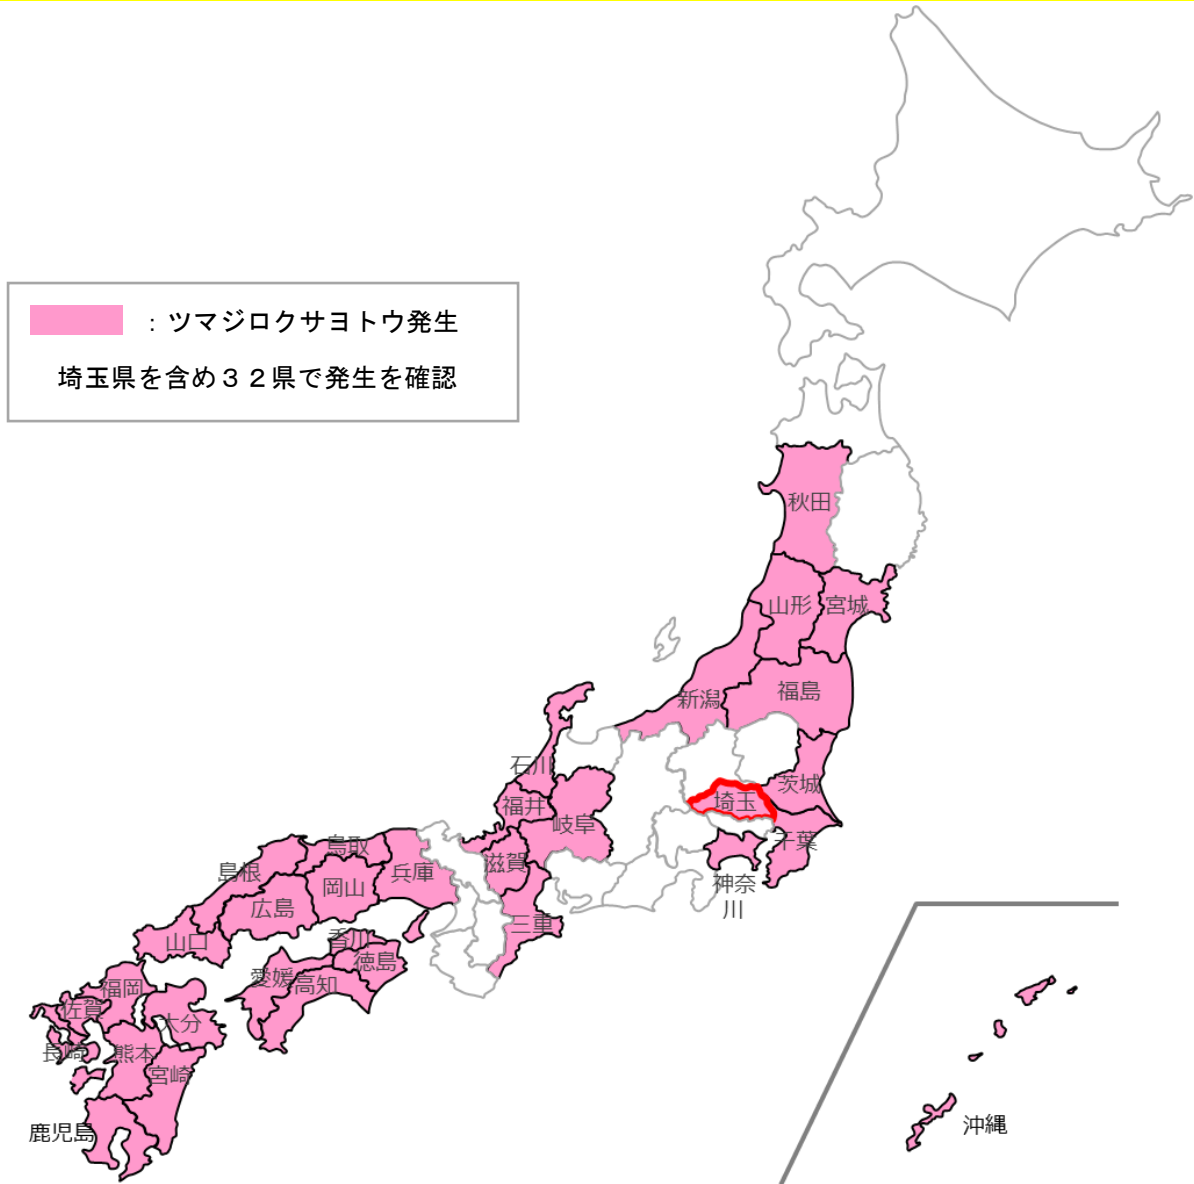 ：ツマジロクサヨトウ発生
埼玉県を含め３２県で発生を確認
秋田
山形
宮城
新潟
福島
石川
福井
岐阜
埼玉
茨城
千葉
神奈
川
滋賀
三重
鳥取
兵庫
島根
岡山
広島
山口
香川
徳島
愛媛
高知
福岡
佐賀
大分
長崎
熊本
宮崎
鹿児島
沖縄